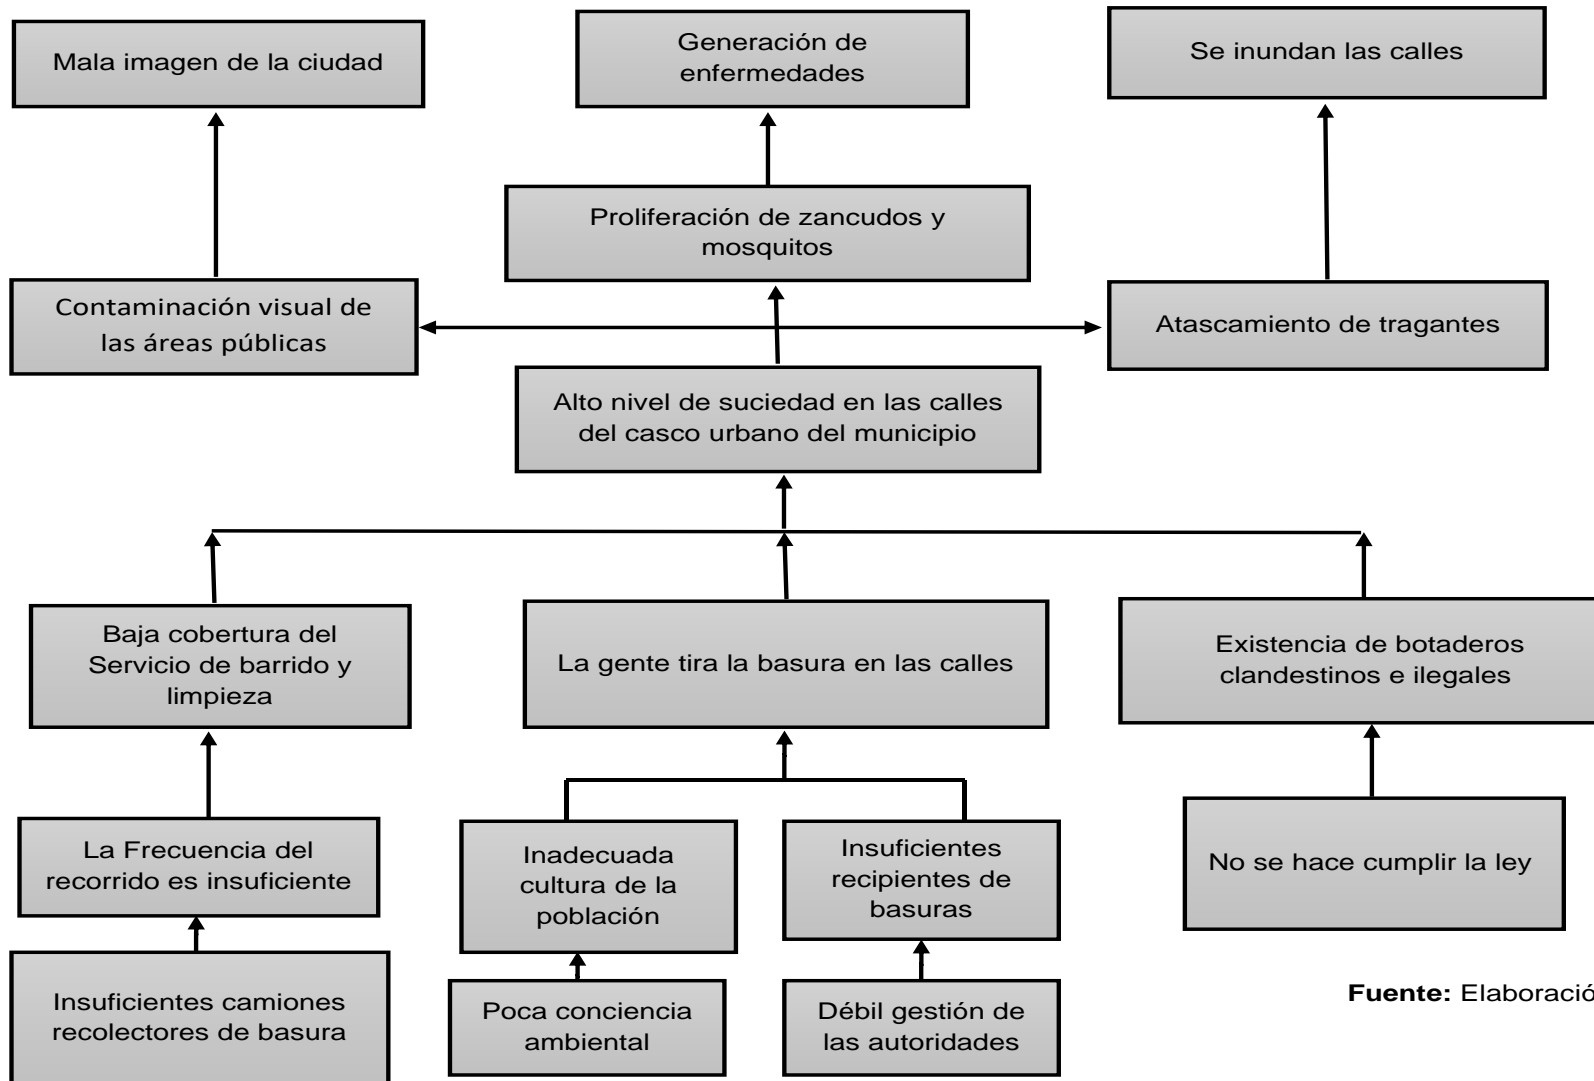 Mala imagen de la ciudad
Generación de
enfermedades
Se inundan las calles
Proliferación de zancudos y
mosquitos
Contaminación visual de
las áreas públicas
Atascamiento de tragantes
Alto nivel de suciedad en las calles
del casco urbano del municipio
Baja cobertura del
Servicio de barrido y
limpieza
La gente tira la basura en las calles
Existencia de botaderos
clandestinos e ilegales
La Frecuencia del
recorrido es insuficiente
Inadecuada
cultura de la
población
Insuficientes
recipientes de
basuras
No se hace cumplir la ley
Insuficientes camiones
recolectores de basura
Poca conciencia
ambiental
Débil gestión de
las autoridades
Fuente: Elaboració